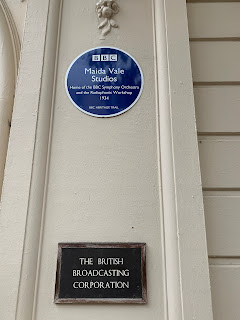 BBC
Maida Vale
Studios
Home of the BBC Symphony Orchestra
and the Radiophonic Workshop
1934
BBC HERITAGE TRAIL
THE BRITISH
BROADCASTING
CORPORATION